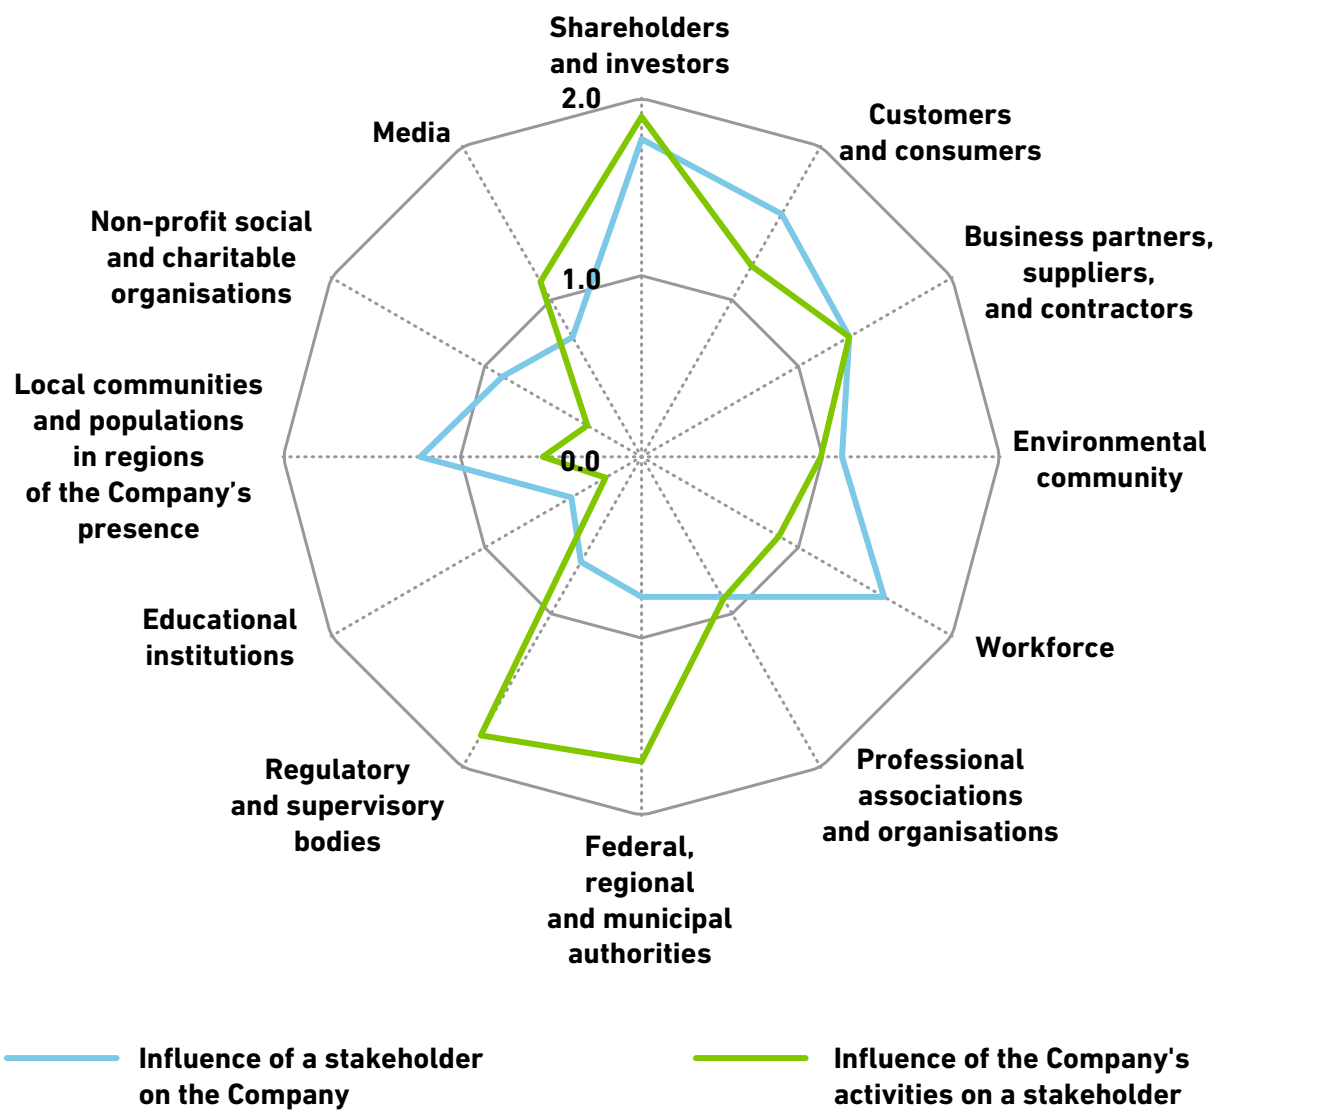 Shareholders
and investors
2.0
Customers
and consumers
Media
Non-profit social
and charitable
organisations
Business partners,
suppliers,
and contractors
1.0
Local communities
and populations
in regions
of the Company’s
presence
0.0
Environmental
community
Educational
institutions
Workforce
Regulatory
and supervisory
bodies
Professional
associations
and organisations
Federal,
regional
and municipal
authorities
Influence of a stakeholder
on the Company
Influence of the Company's
activities on a stakeholder